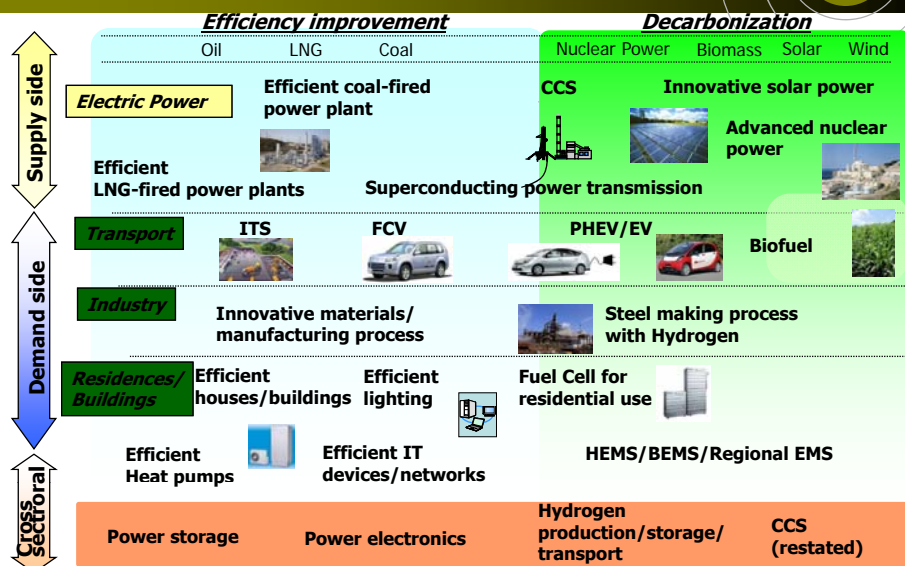 Efficiency improvement
Decarbonization
Oil LNG Coal Nuclear Power Biomass Solar Wind
Supply side
Electric Power
Efficient coal-fired
power plant
CCS
Innovative solar power
Advanced nuclear
power
Efficient
LNG-fired power plants
Superconducting power transmission
Demand side
Transport
ITS
FCV
PHEV/EV
Biofuel
Industry
Innovative materials/
manufacturing process
Steel making process
with Hydrogen
Residences/
Buildings
Efficient
houses/buildings
Efficient
lighting
Fuel Cell for
residential use
Efficient
Heat pumps
Efficient IT
devices/networks
HEMS/BEMS/Regional EMS
Cross
sectroral
Power storage
Power electronics
Hydrogen
production/storage/
transport
CCS
(restated)